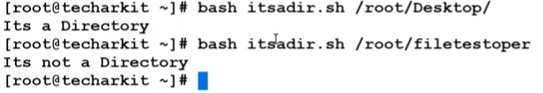 [root@techarkit ~]# bash itsadir.sh /root/Desktop/
Its a Directory
[root@techarkit ~]# bash itsadir.sh /root/filetestoper
Its not a Directory
[root@techarkit ~]#